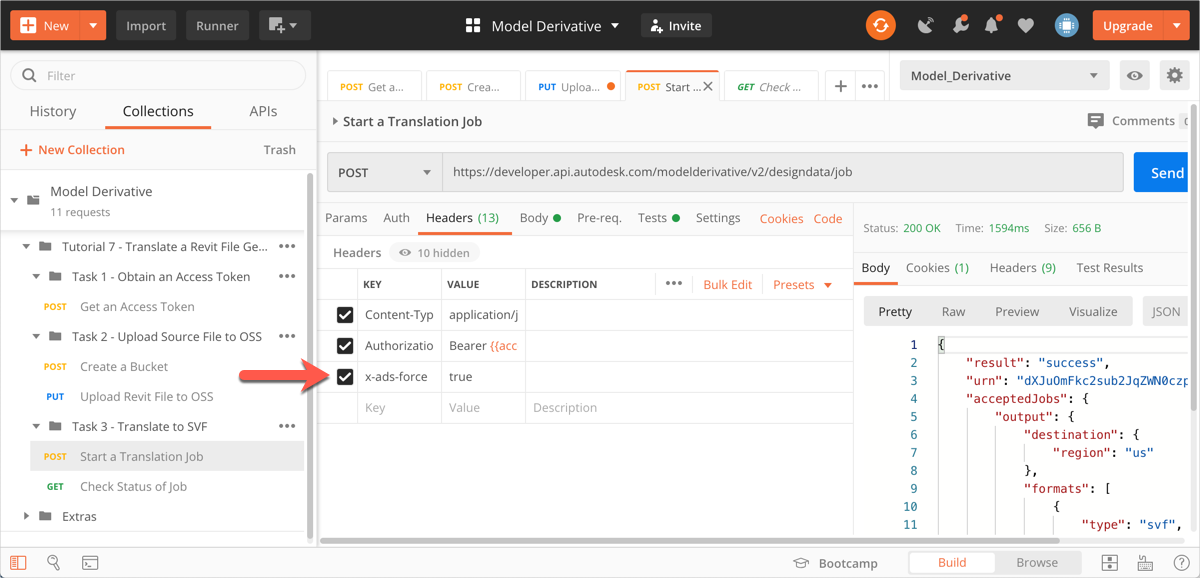 New
Import
Runner
Model Derivative
Invite
Upgrade
Filter
History
Collections
APIs
New Collection
Trash
Model Derivative
11 requests
Tutorial 7 - Translate a Revit File Ge...
Task 1 - Obtain an Access Token
POST Get an Access Token
Task 2 - Upload Source File to OSS
POST Create a Bucket
PUT Upload Revit File to OSS
Task 3 - Translate to SVF
POST Start a Translation Job
GET Check Status of Job
Extras
POST Get a...
POST Crea...
PUT Uploa...
POST Start ...
GET Check ...
Model_Derivative
Start a Translation Job
Comments
POST
https://developer.api.autodesk.com/modelderivative/v2/designdata/job
Send
Params Auth Headers (13) Body Pre-req. Tests Settings Cookies Code
Headers 10 hidden
KEY VALUE DESCRIPTION ••• Bulk Edit Presets
Content-Typ application/j
Authorizatio Bearer {{acc
x-ads-force true
Key Value Description
Status: 200 OK Time: 1594ms Size: 656 B
Body Cookies (1) Headers (9) Test Results
Pretty Raw Preview Visualize JSON
1 {
2 "result": "success",
3 "urn": "dXJuOmFkc2sub2JqZWN0czp
4 "acceptedJobs": {
5 "output": {
6 "destination": {
7 "region": "us"
8 },
9 "formats": [
10 {
11 "type": "svf",
Bootcamp
Build
Browse